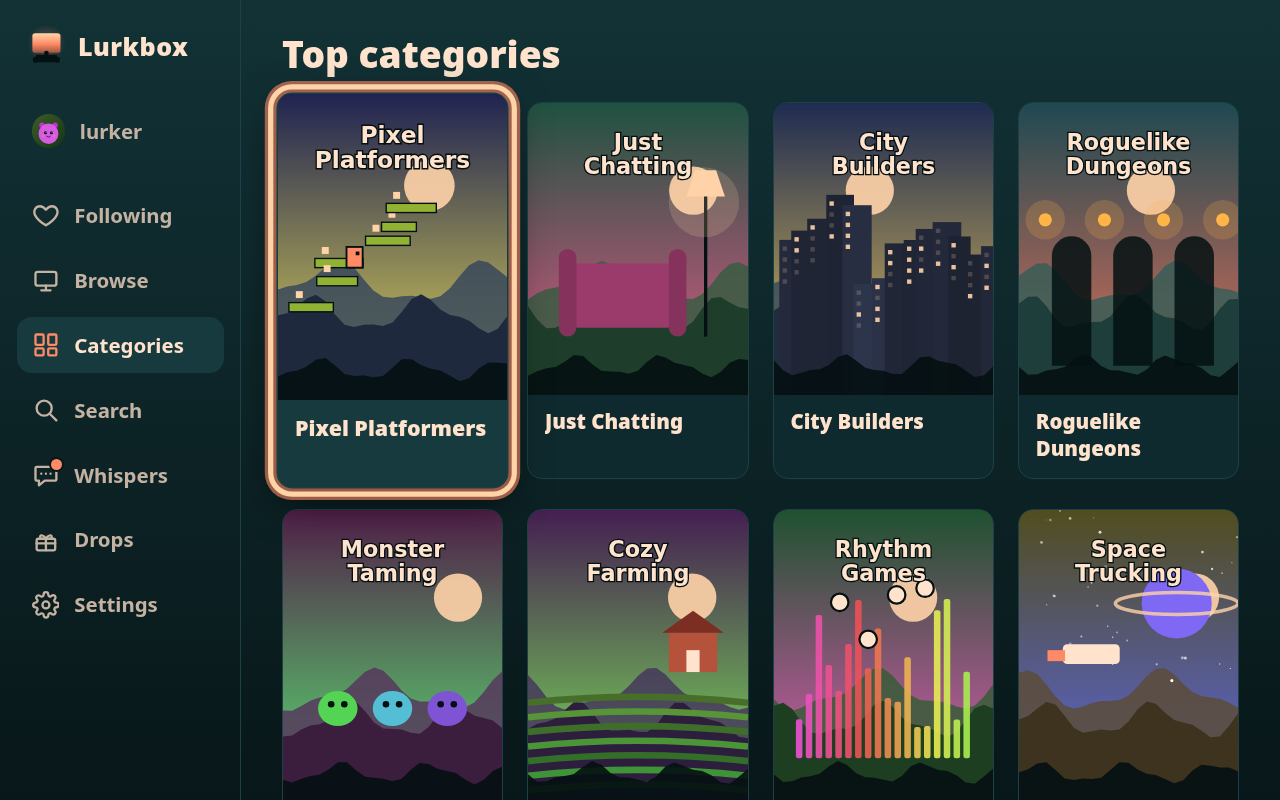 Lurkbox
lurker
Following
Browse
Categories
Search
Whispers
Drops
Settings
Top categories
Pixel
Platformers
Pixel Platformers
Just
Chatting
Just Chatting
City
Builders
City Builders
Roguelike
Dungeons
Roguelike
Dungeons
Monster
Taming
Cozy
Farming
Rhythm
Games
Space
Trucking